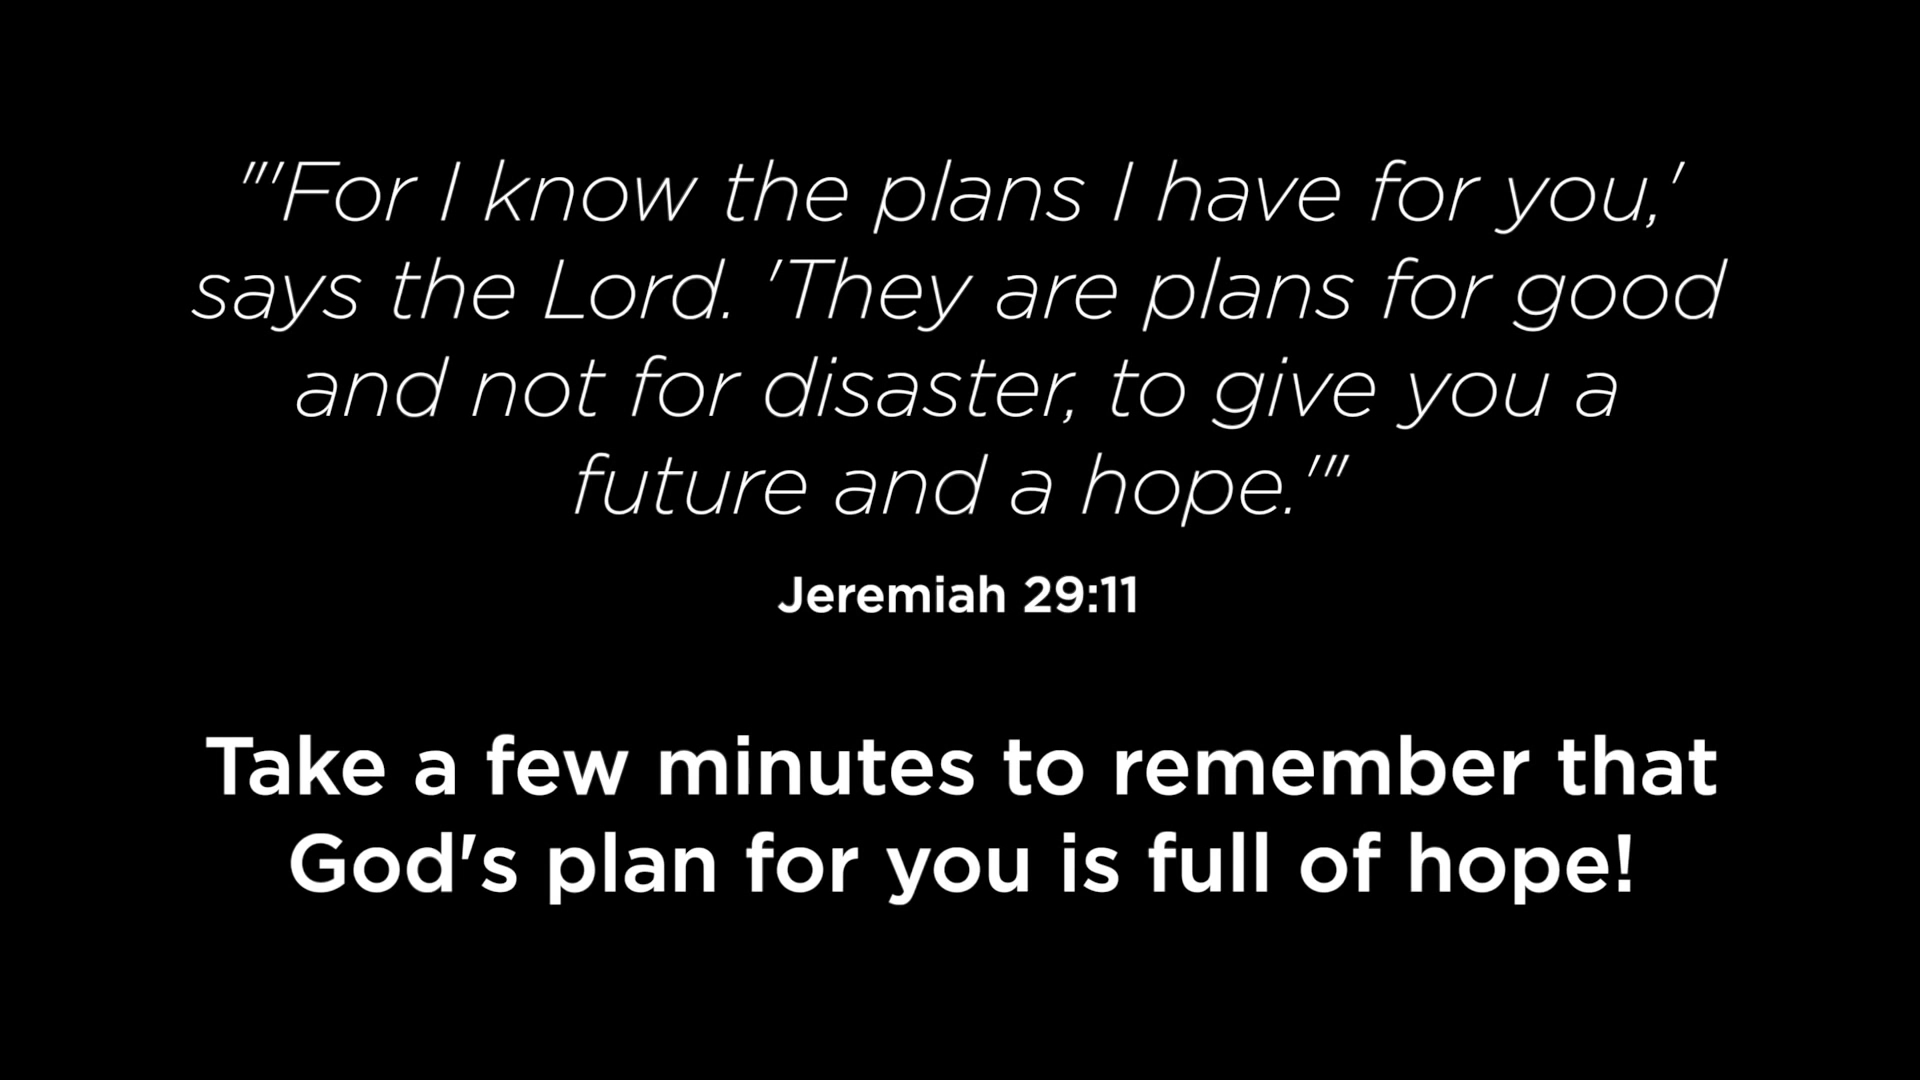 "'For I know the plans I have for you,'
says the Lord. 'They are plans for good
and not for disaster, to give you a
future and a hope.'"
Jeremiah 29:11
Take a few minutes to remember that
God's plan for you is full of hope!